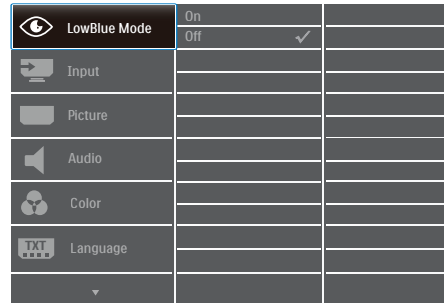 LowBlue Mode
On
Off
Input
Picture
Audio
Color
TXT
Language